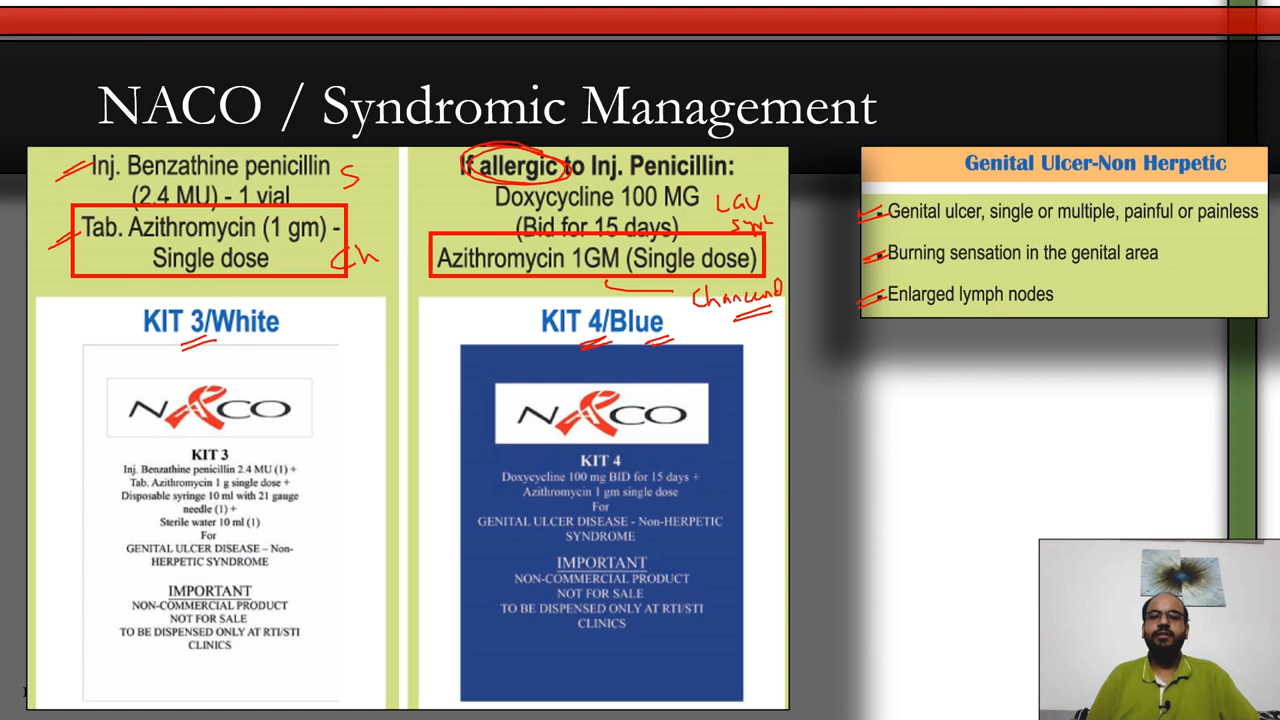 NACO / Syndromic Management
Inj. Benzathine penicillin
(2.4 MU) - 1 vial
Tab. Azithromycin (1 gm) -
Single dose
S
Ch
If allergic to Inj. Penicillin:
Doxycycline 100 MG
(Bid for 15 days)
Azithromycin 1GM (Single dose)
LGV
KIT 3/White
NACO
KIT 3
Inj. Benzathine penicillin 2.4 MU (1) +
Tab. Azithromycin 1 g single dose +
Disposable syringe 10 ml with 21 gauge
needle (1) +
Sterile water 10 ml (1)
For
GENITAL ULCER DISEASE – Non-
HERPETIC SYNDROME
IMPORTANT
NON-COMMERCIAL PRODUCT
NOT FOR SALE
TO BE DISPENSED ONLY AT RTI/STI
CLINICS
KIT 4/Blue
NACO
KIT 4
Doxycycline 100 mg BID for 15 days +
Azithromycin 1 gm single dose
For
GENITAL ULCER DISEASE - Non-HERPETIC
SYNDROME
IMPORTANT
NON-COMMERCIAL PRODUCT
NOT FOR SALE
TO BE DISPENSED ONLY AT RTI/STI
CLINICS
Genital Ulcer-Non Herpetic
Genital ulcer, single or multiple, painful or painless
Burning sensation in the genital area
Enlarged lymph nodes